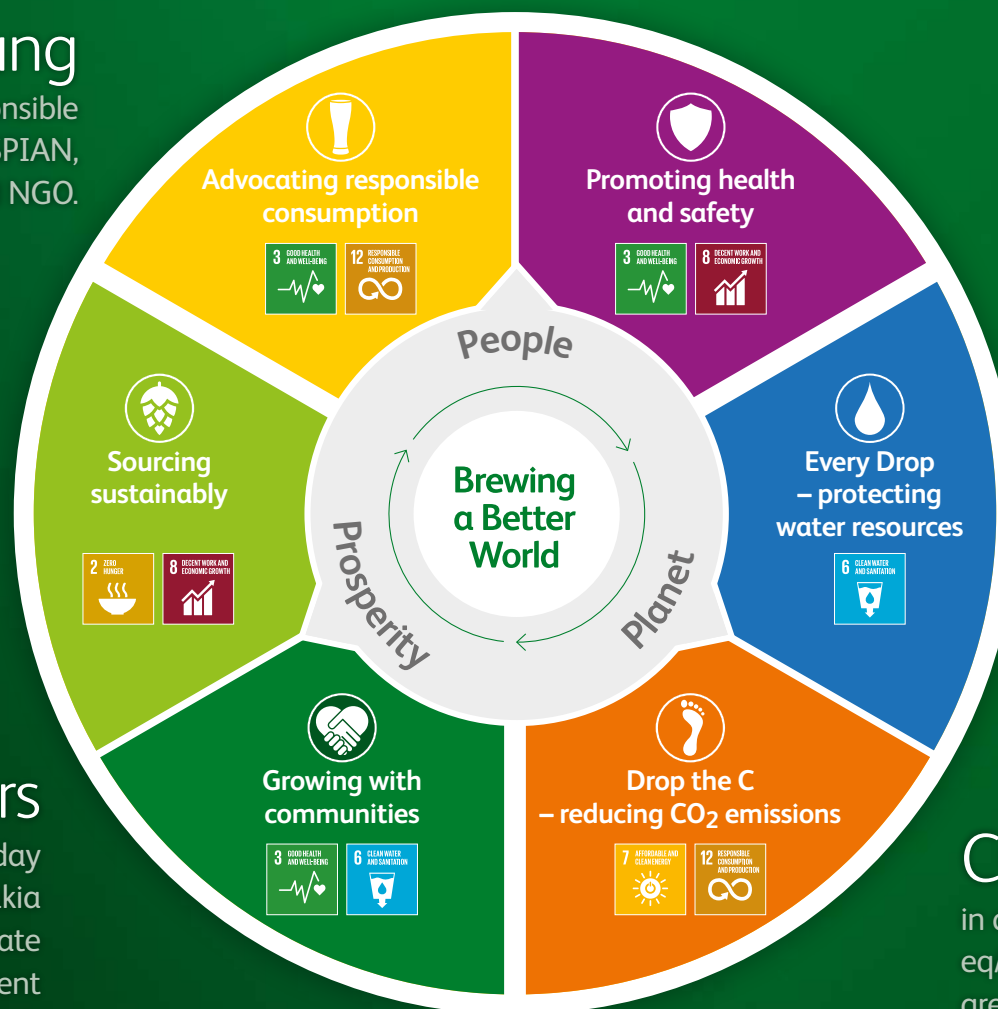 ung
onsible
SPIAN,
NGO.
Advocating responsible
consumption
3 GOOD HEALTH
AND WELL-BEING
12 RESPONSIBLE
CONSUMPTION
AND PRODUCTION
Promoting health
and safety
3 GOOD HEALTH
AND WELL-BEING
8 DECENT WORK AND
ECONOMIC GROWTH
People
Sourcing
sustainably
2 ZERO
HUNGER
8 DECENT WORK AND
ECONOMIC GROWTH
Brewing
a Better
World
Every Drop
– protecting
water resources
6 CLEAN WATER
AND SANITATION
Prosperity
Planet
Growing with
communities
3 GOOD HEALTH
AND WELL-BEING
6 CLEAN WATER
AND SANITATION
Drop the C
– reducing CO2 emissions
7 AFFORDABLE AND
CLEAN ENERGY
12 RESPONSIBLE
CONSUMPTION
AND PRODUCTION
rs
day
kia
ate
ent
C
in
eq/
are